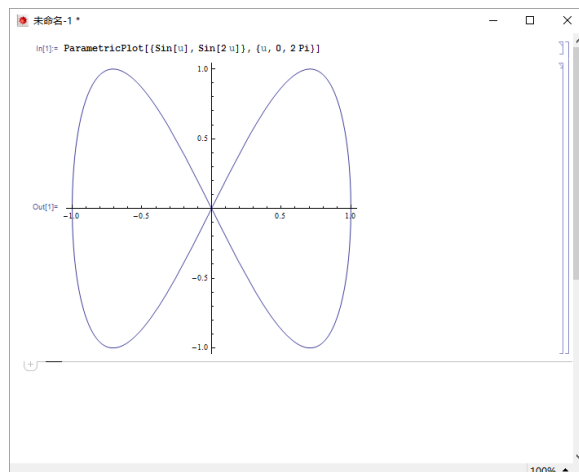 未命名-1 *
In[1]:= ParametricPlot[{Sin[u], Sin[2 u]}, {u, 0, 2 Pi}]
1.0
0.5
Out[1]=
-1.0 -0.5 0.5 1.0
-0.5
-1.0
100%